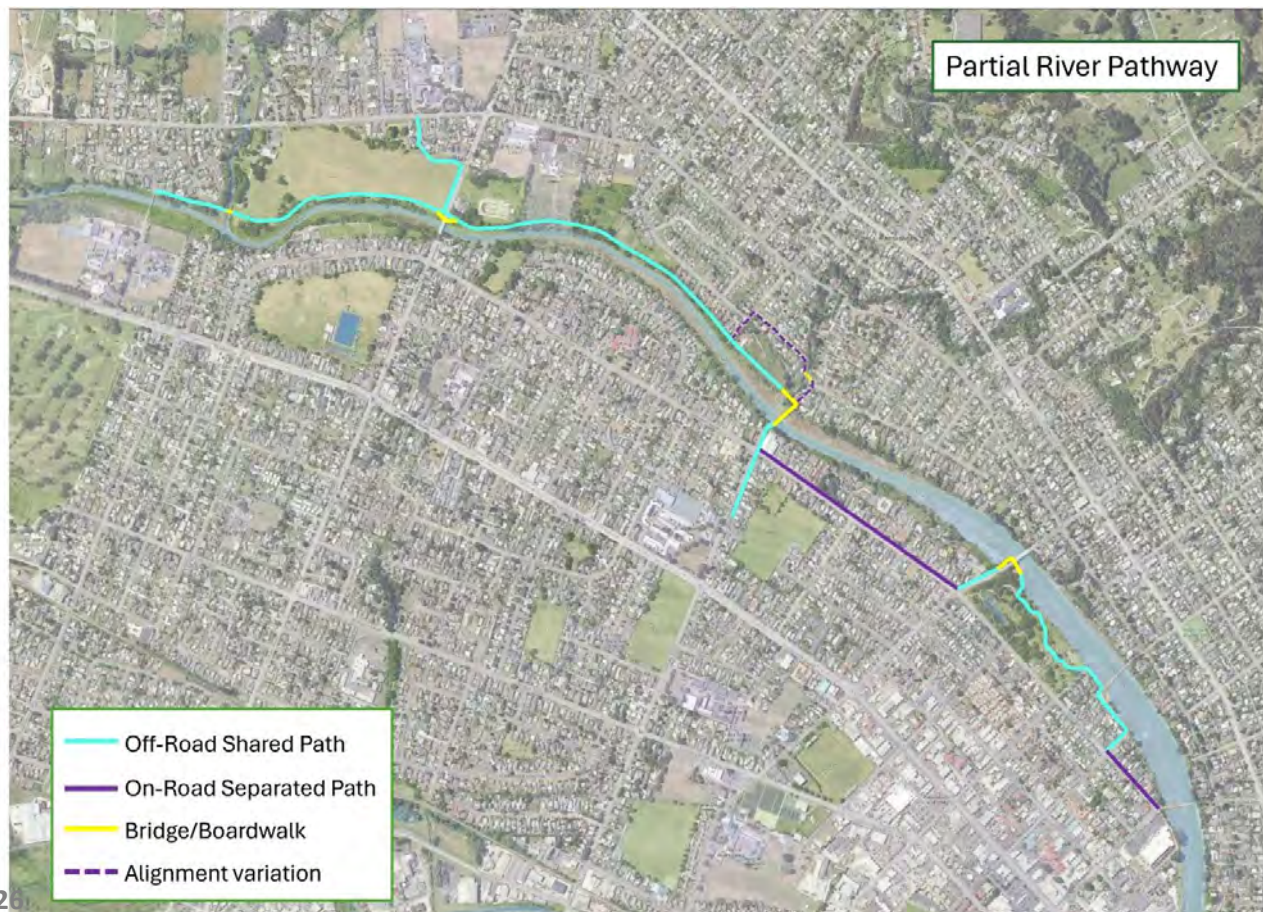 Partial River Pathway
Off-Road Shared Path
On-Road Separated Path
Bridge/Boardwalk
Alignment variation